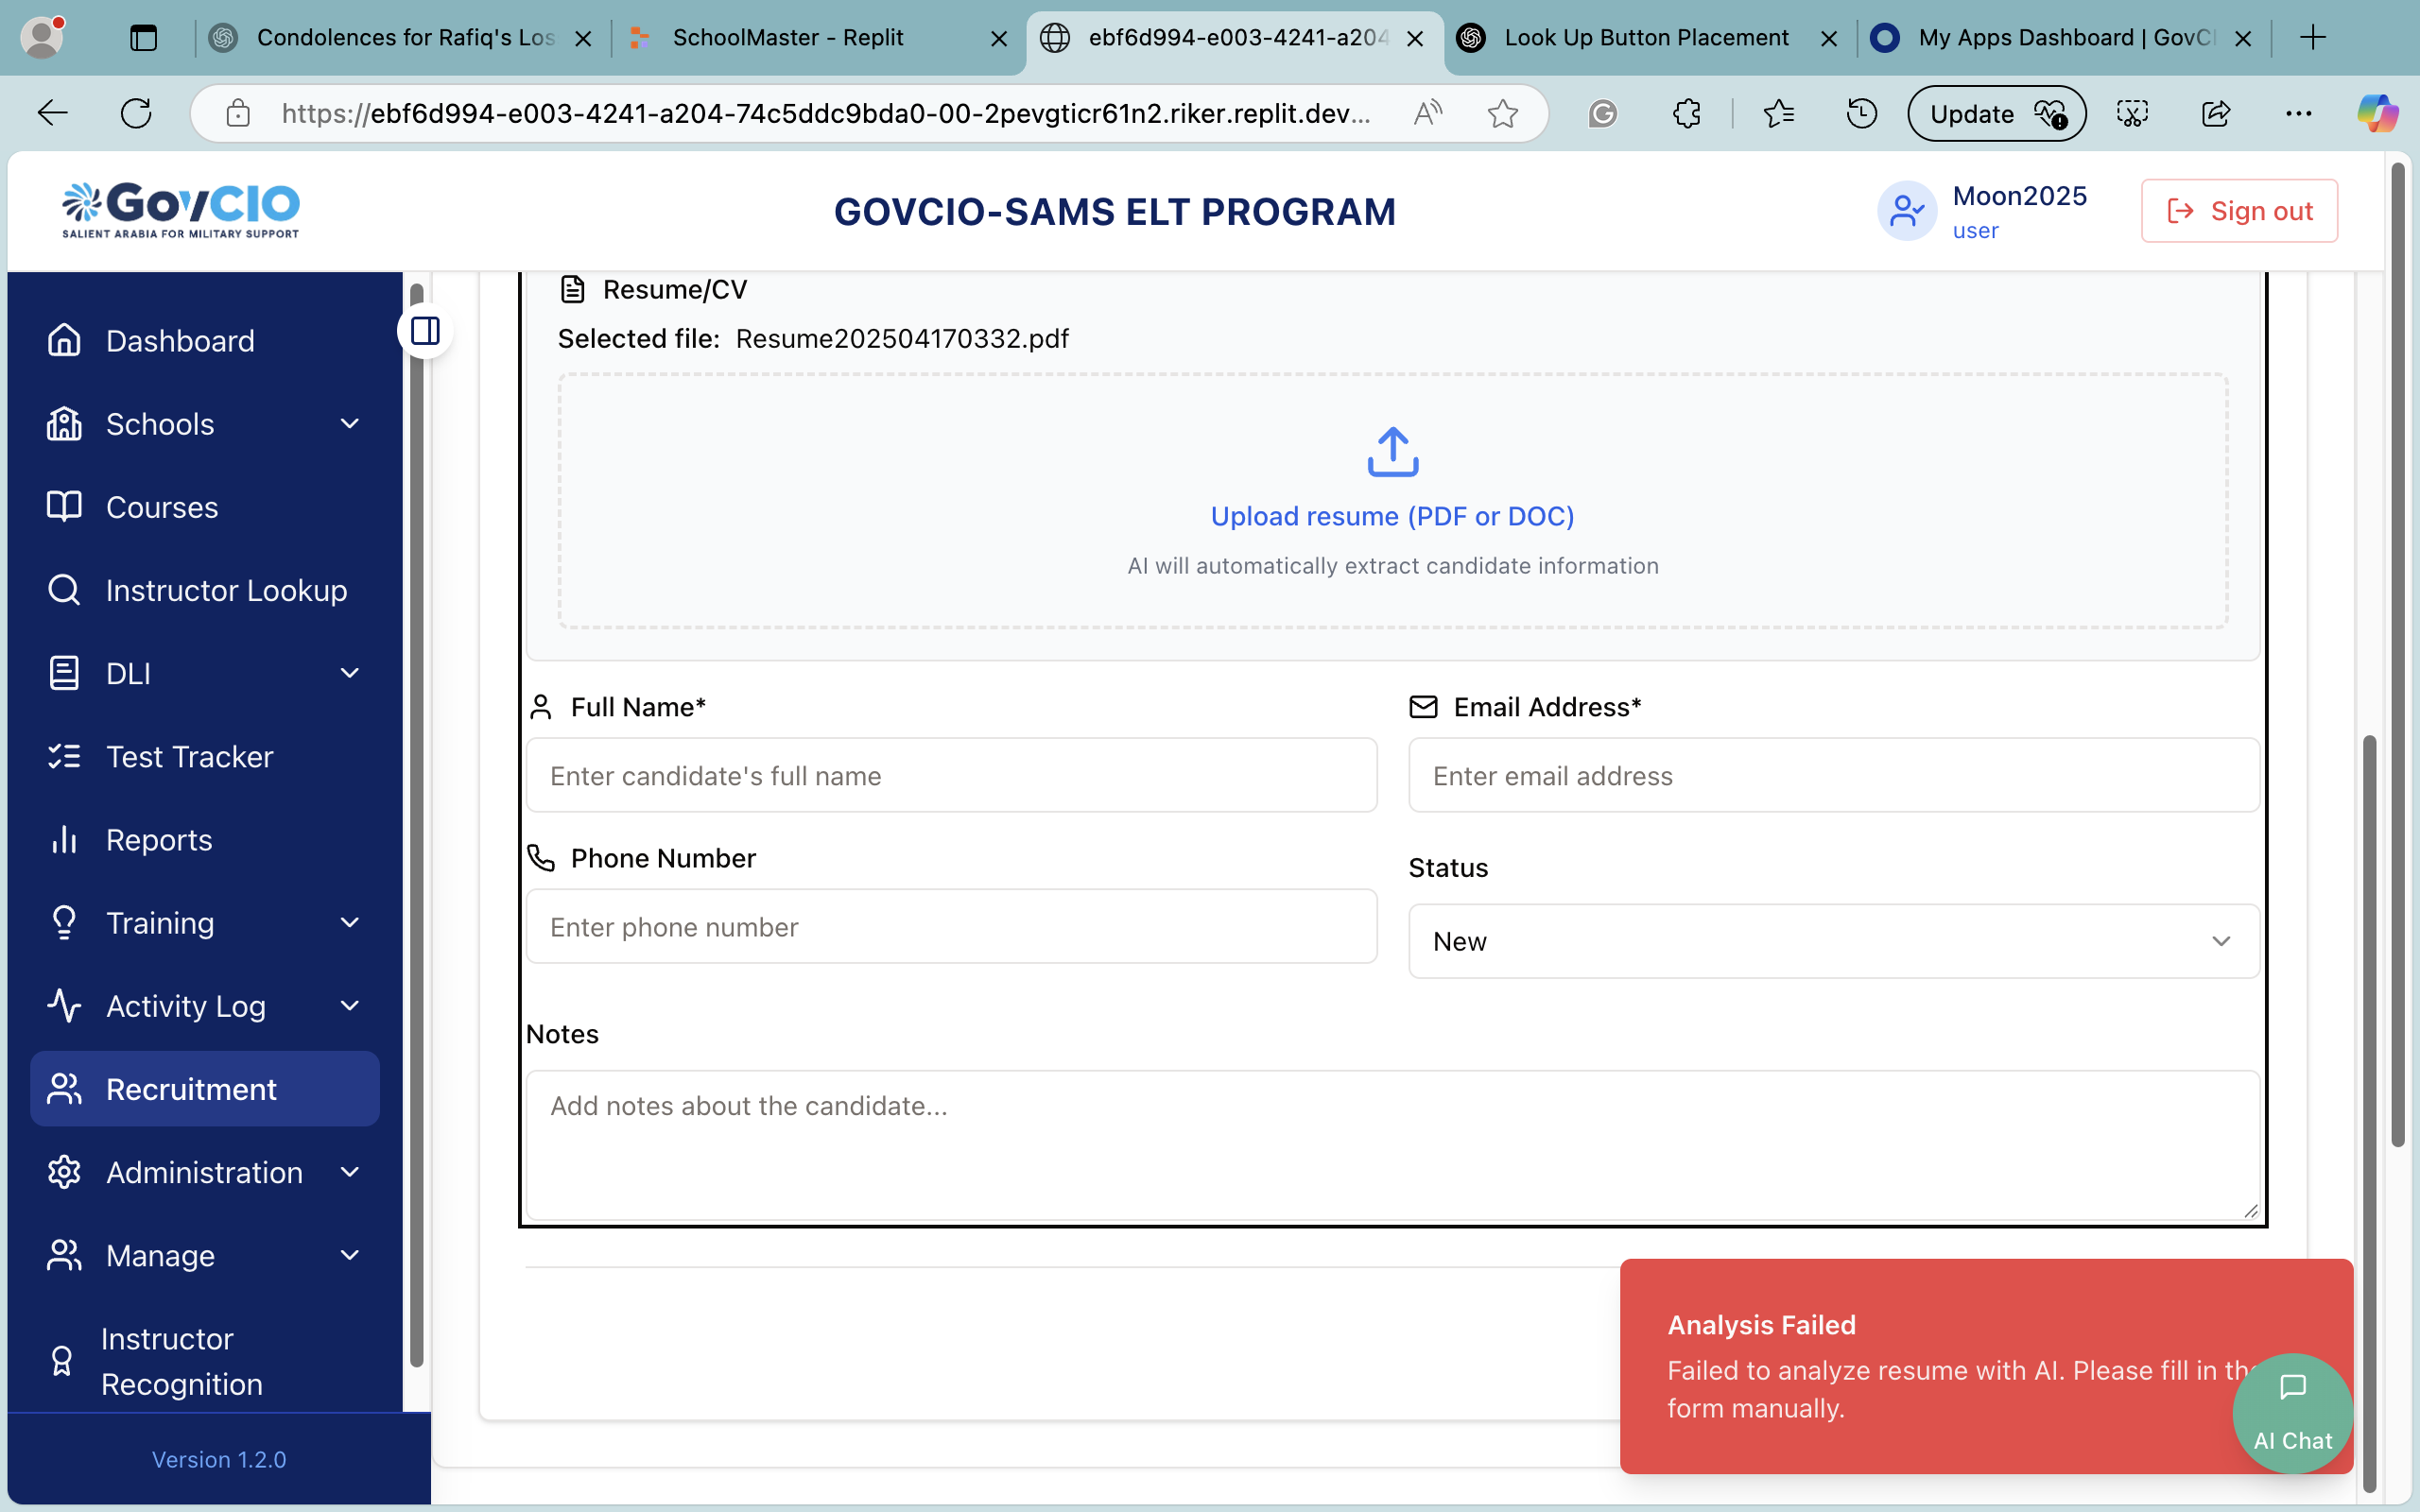 Condolences for Rafiq's Los
SchoolMaster - Replit
ebf6d994-e003-4241-a204
Look Up Button Placement
My Apps Dashboard | GovCI
https://ebf6d994-e003-4241-a204-74c5ddc9bda0-00-2pevgticr61n2.riker.replit.dev...
Update
GovCIO
SALIENT ARABIA FOR MILITARY SUPPORT
GOVCIO-SAMS ELT PROGRAM
Moon2025
user
Sign out
Dashboard
Schools
Courses
Instructor Lookup
DLI
Test Tracker
Reports
Training
Activity Log
Recruitment
Administration
Manage
Instructor
Recognition
Version 1.2.0
Resume/CV
Selected file: Resume202504170332.pdf
Upload resume (PDF or DOC)
AI will automatically extract candidate information
Full Name*
Enter candidate's full name
Email Address*
Enter email address
Phone Number
Enter phone number
Status
New
Notes
Add notes about the candidate...
Analysis Failed
Failed to analyze resume with AI. Please fill in the
form manually.
AI Chat